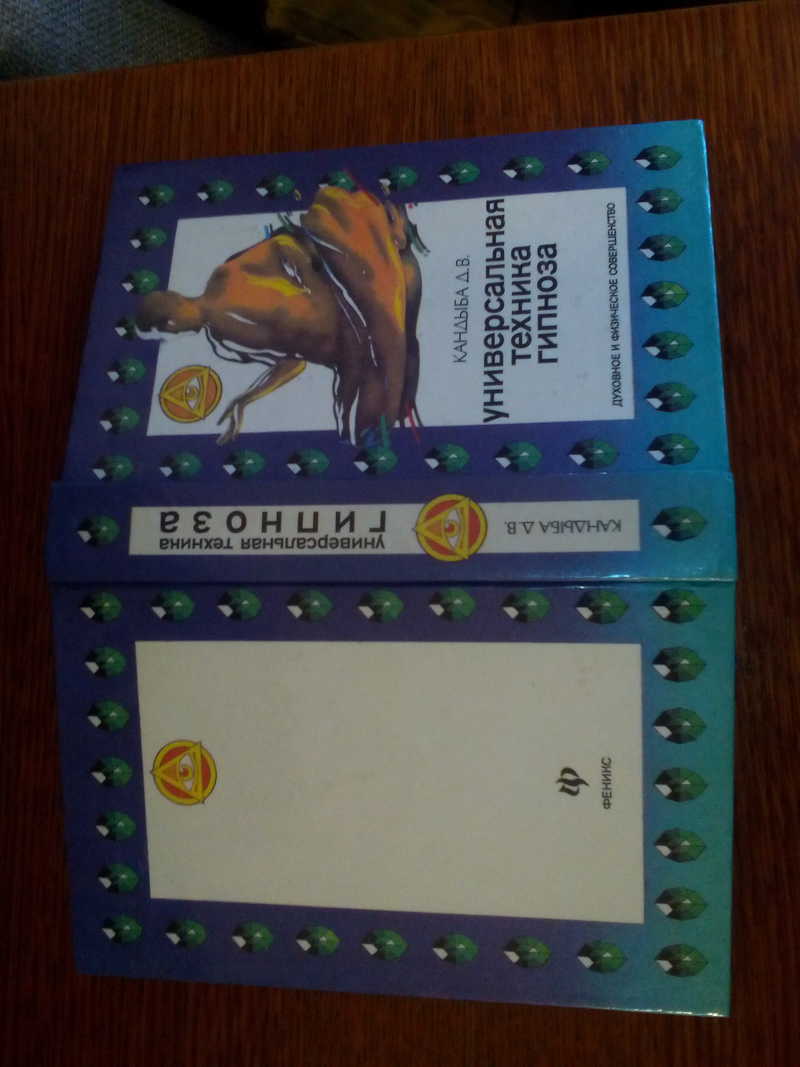 КАНДЫБА Д.В.
универсальная
техника
гипноза
ДУХОВНОЕ И ФИЗИЧЕСКОЕ СОВЕРШЕНСТВО
универсальная техника
гипноза
КАНДЫБА Д.В.
ФЕНИКС